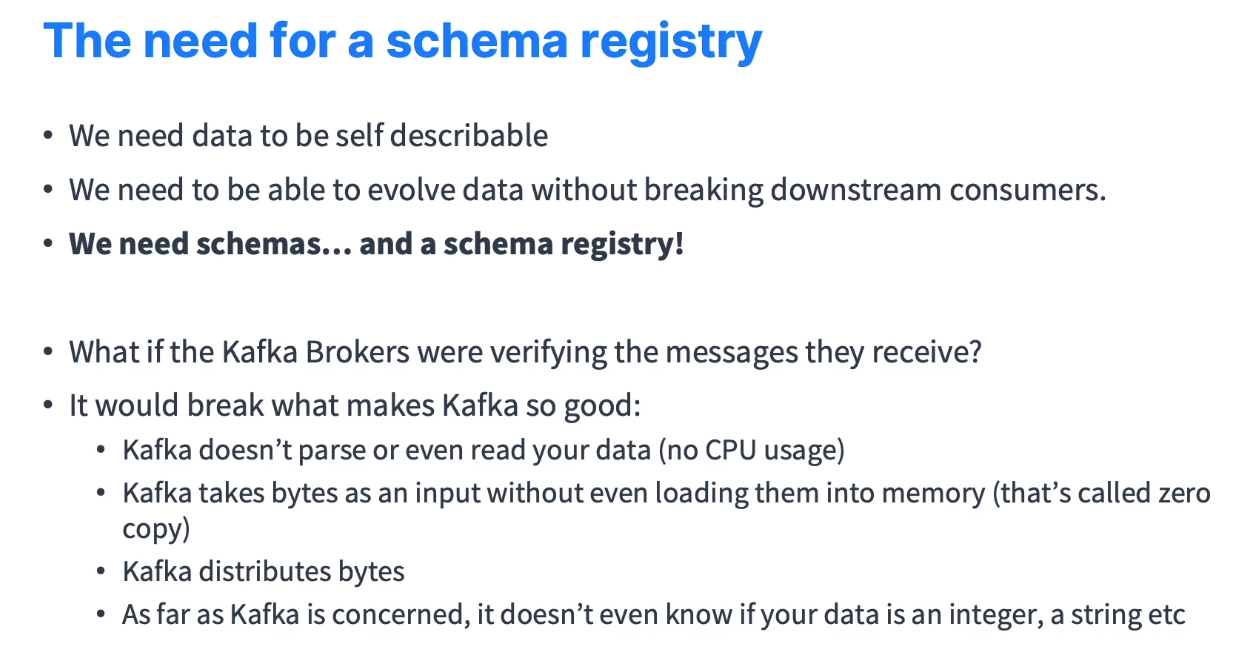 The need for a schema registry
• We need data to be self describable
• We need to be able to evolve data without breaking downstream consumers.
• We need schemas… and a schema registry!
• What if the Kafka Brokers were verifying the messages they receive?
• It would break what makes Kafka so good:
• Kafka doesn’t parse or even read your data (no CPU usage)
• Kafka takes bytes as an input without even loading them into memory (that’s called zero
copy)
• Kafka distributes bytes
• As far as Kafka is concerned, it doesn’t even know if your data is an integer, a string etc